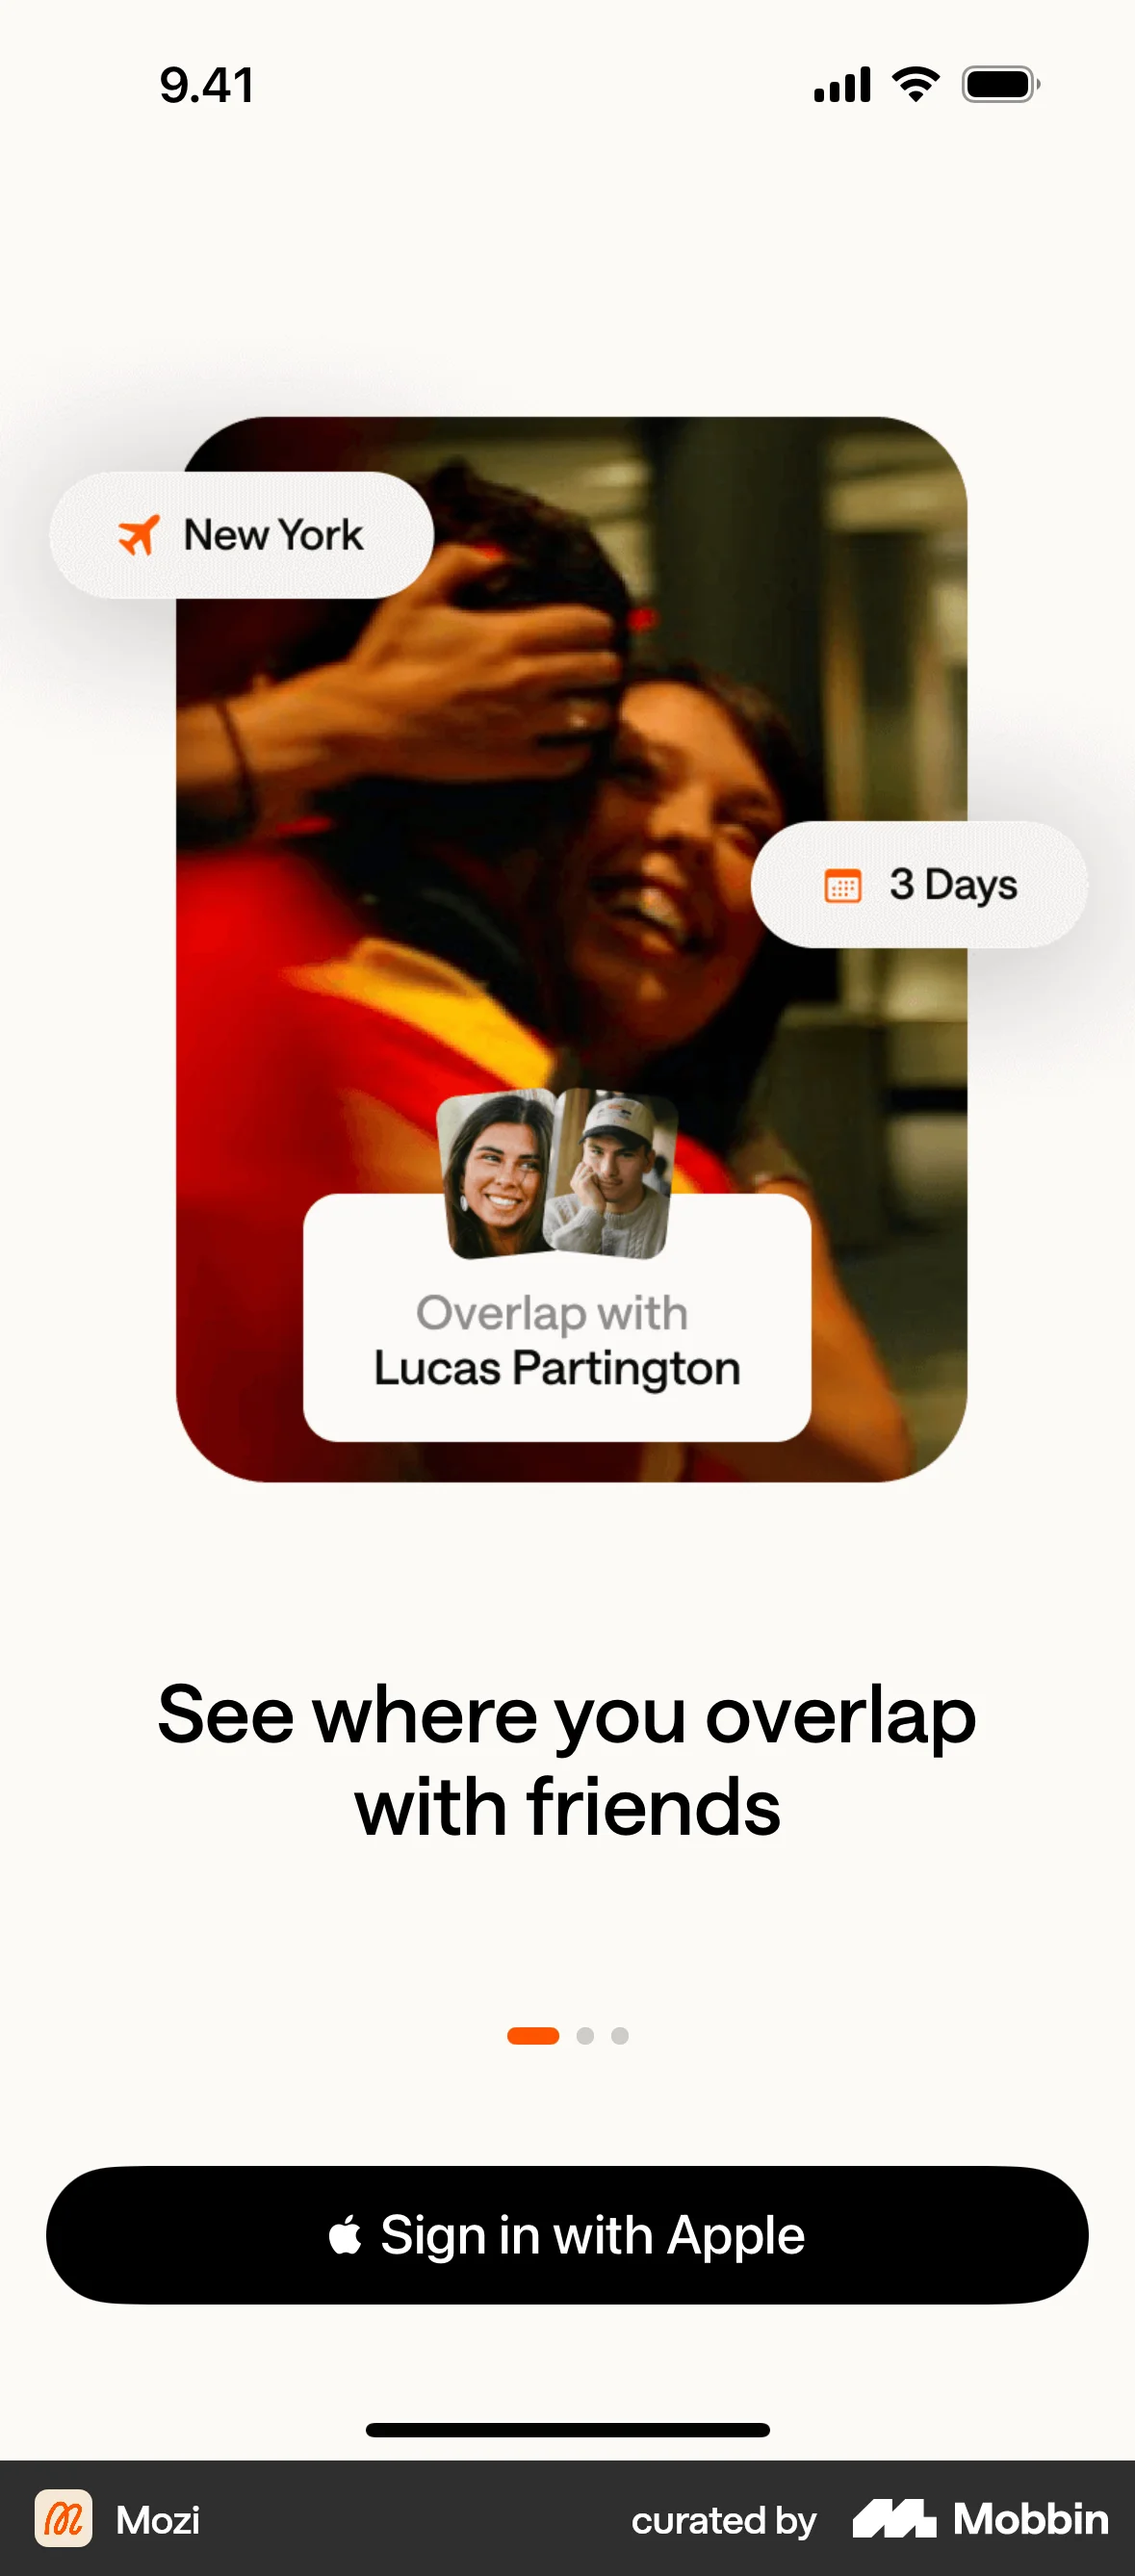 9.41
New York
3 Days
Overlap with
Lucas Partington
See where you overlap
with friends
Sign in with Apple
Mozi
curated by Mobbin